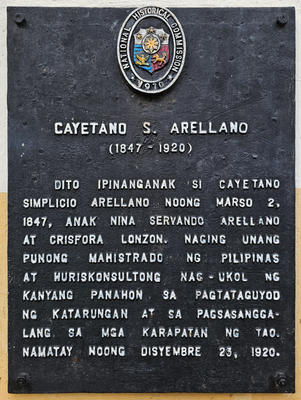 NATIONAL HISTORICAL COMMISSION
1970
CAYETANO S. ARELLANO
(1847 - 1920)
DITO IPINANGANAK SI CAYETANO
SIMPLICIO ARELLANO NOONG MARSO 2,
1847, ANAK NINA SERVANDO ARELLANO
AT CRISFORA LONZON. NAGING UNANG
PUNONG MAHISTRADO NG PILIPINAS
AT HURISKONSULTONG NAG-UKOL NG
KANYANG PANAHON SA PAGTATAGUYOD
NG KATARUNGAN AT SA PAGSASANGGA-
LANG SA MGA KARAPATAN NG TAO.
NAMATAY NOONG DISYEMBRE 23, 1920.